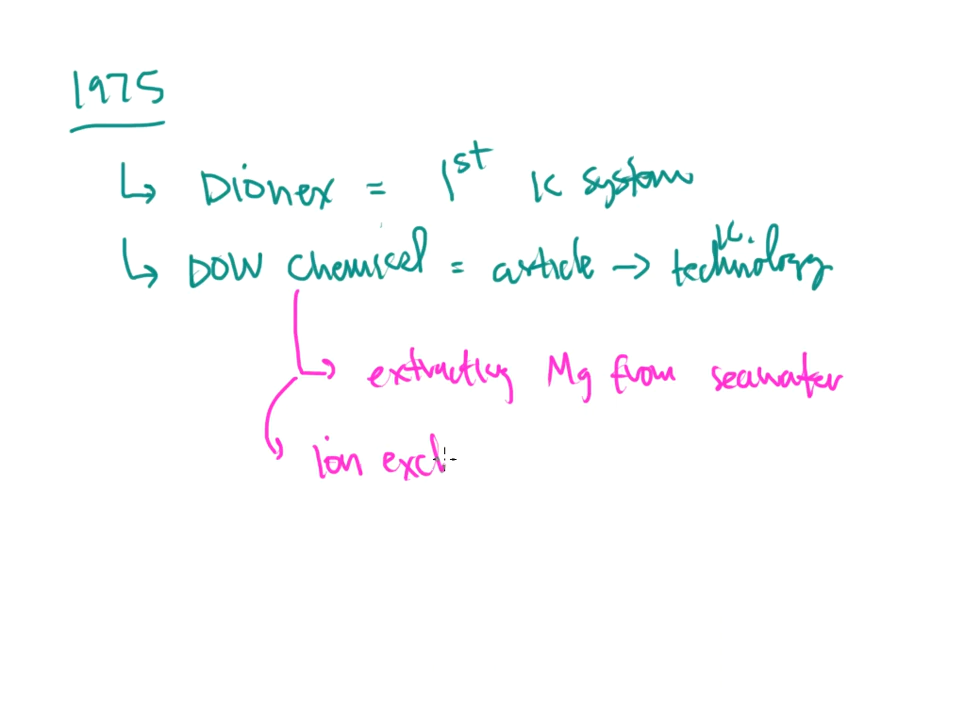 1975
↳ Dionex = 1st IC system
↳ DOW Chemical = article → IC. technology
↳ extracting Mg from seawater
↳ Ion exch